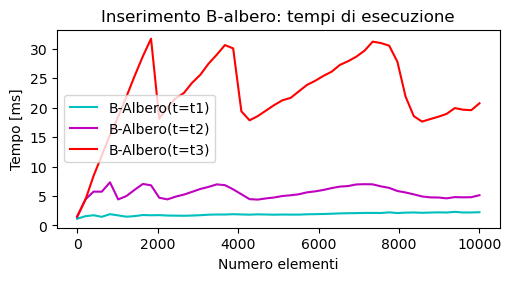 Inserimento B-albero: tempi di esecuzione
Tempo [ms]
30
25
20
15
10
5
0
B-Albero(t=t1)
B-Albero(t=t2)
B-Albero(t=t3)
0 2000 4000 6000 8000 10000
Numero elementi